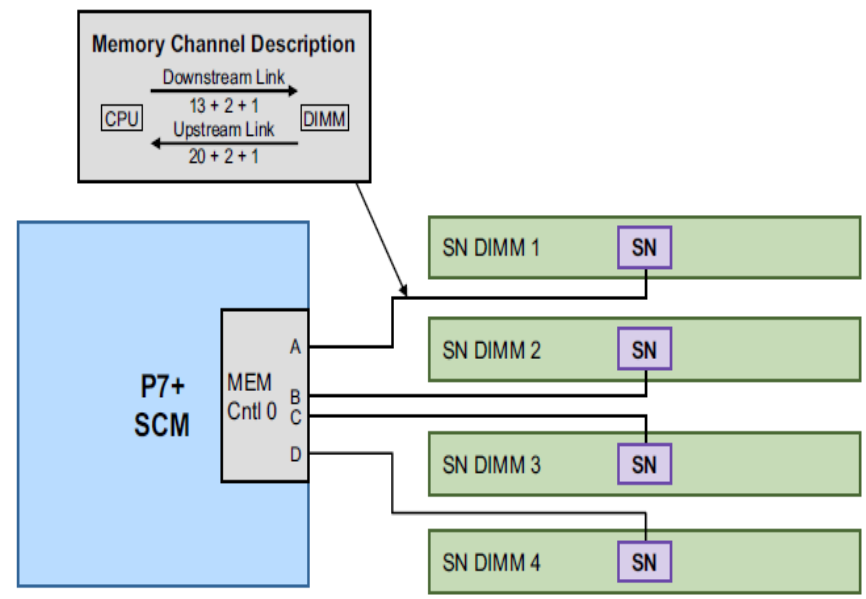 Memory Channel Description
Downstream Link
13 + 2 + 1
CPU
DIMM
Upstream Link
20 + 2 + 1
SN DIMM 1
SN
SN DIMM 2
SN
SN DIMM 3
SN
SN DIMM 4
SN
P7+
SCM
MEM
Cntl 0
A
B
C
D